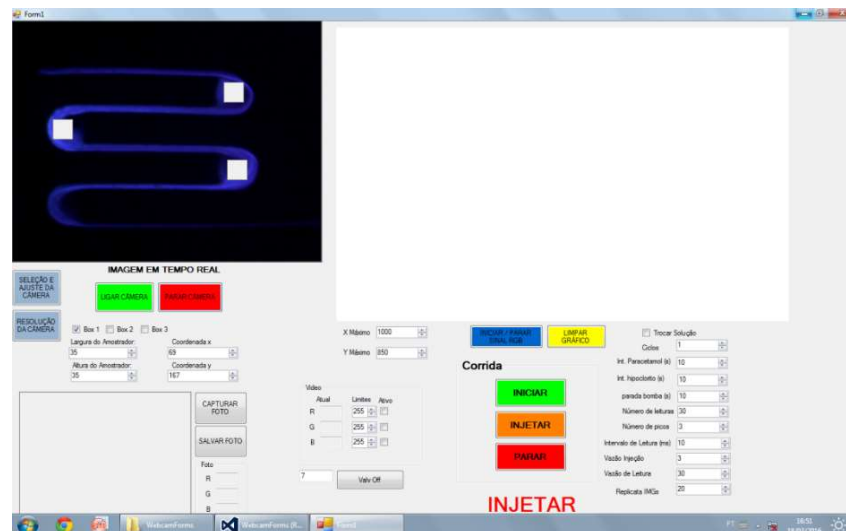 Form1
IMAGEM EM TEMPO REAL
SELEÇÃO E
AJUSTE DA
CÂMERA
LIGAR CÂMERA
PARAR CAMERA
RESOLUÇÃO
DA CÂMERA
Box 1 Box 2 Box 3
Largura do Amostrador: Coordenada x
35 69
Altura do Amostrador: Coordenada y
35 167
CAPTURAR
FOTO
SALVAR FOTO
Foto
R
G
B
X Máximo 1000
Y Máximo 850
Video
Atual Limites Ativo
R 255
G 255
B 255
7 Valv Off
INICIAR / PARAR
SINAL RGB
LIMPAR
GRÁFICO
Corrida
INICIAR
INJETAR
PARAR
INJETAR
Trocar Solução
Ciclos 1
Int. Paracetamol (s) 10
Int. hipoclorito (s) 10
parada bomba (s) 10
Número de leituras 30
Número de picos 3
Intervalo de Leitura (ms) 10
Vazão Injeção 3
Vazão de Leitura 30
Replicata IMGs 20
WebcamForms
WebcamForms (R...
Form1
PT
16:51